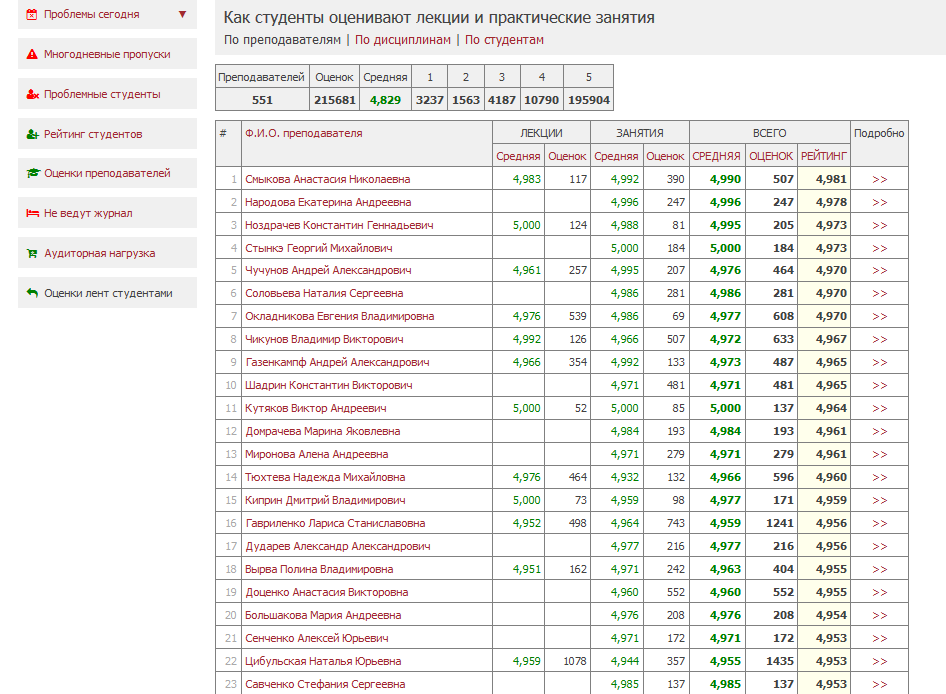 Проблемы сегодня ▼
Многодневные пропуски
Проблемные студенты
Рейтинг студентов
Оценки преподавателей
Не ведут журнал
Аудиторная нагрузка
Оценки лент студентами
Как студенты оценивают лекции и практические занятия
По преподавателям | По дисциплинам | По студентам
Преподавателей Оценок Средняя 1 2 3 4 5
551 215681 4,829 3237 1563 4187 10790 195904
# Ф.И.О. преподавателя ЛЕКЦИИ ЗАНЯТИЯ ВСЕГО Подробно
Средняя Оценок Средняя Оценок СРЕДНЯЯ ОЦЕНОК РЕЙТИНГ
1 Смыкова Анастасия Николаевна 4,983 117 4,992 390 4,990 507 4,981 >>
2 Народова Екатерина Андреевна 4,996 247 4,996 247 4,978 >>
3 Ноздрачев Константин Геннадьевич 5,000 124 4,988 81 4,995 205 4,973 >>
4 Стынкэ Георгий Михайлович 5,000 184 5,000 184 4,973 >>
5 Чучунов Андрей Александрович 4,961 257 4,995 207 4,976 464 4,970 >>
6 Соловьева Наталия Сергеевна 4,986 281 4,986 281 4,970 >>
7 Окладникова Евгения Владимировна 4,976 539 4,986 69 4,977 608 4,970 >>
8 Чикунов Владимир Викторович 4,992 126 4,966 507 4,972 633 4,967 >>
9 Газенкампф Андрей Александрович 4,966 354 4,992 133 4,973 487 4,965 >>
10 Шадрин Константин Викторович 4,971 481 4,971 481 4,965 >>
11 Кутяков Виктор Андреевич 5,000 52 5,000 85 5,000 137 4,964 >>
12 Домрачева Марина Яковлевна 4,984 193 4,984 193 4,961 >>
13 Миронова Алена Андреевна 4,971 279 4,971 279 4,961 >>
14 Тюхтева Надежда Михайловна 4,976 464 4,932 132 4,966 596 4,960 >>
15 Киприн Дмитрий Владимирович 5,000 73 4,959 98 4,977 171 4,959 >>
16 Гавриленко Лариса Станиславовна 4,952 498 4,964 743 4,959 1241 4,956 >>
17 Дударев Александр Александрович 4,977 216 4,977 216 4,956 >>
18 Вырва Полина Владимировна 4,951 162 4,971 242 4,963 404 4,955 >>
19 Доценко Анастасия Викторовна 4,960 552 4,960 552 4,955 >>
20 Большакова Мария Андреевна 4,976 208 4,976 208 4,954 >>
21 Сенченко Алексей Юрьевич 4,971 172 4,971 172 4,953 >>
22 Цибульская Наталья Юрьевна 4,959 1078 4,944 357 4,955 1435 4,953 >>
23 Савченко Стефания Сергеевна 4,985 137 4,985 137 4,953 >>